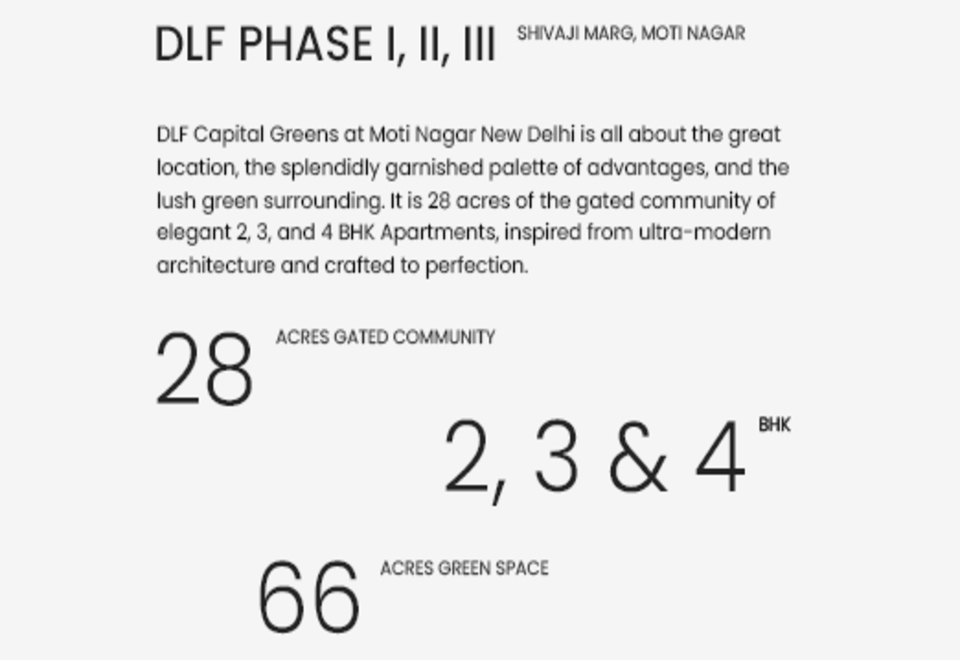 DLF PHASE I, II, III SHIVAJI MARG, MOTI NAGAR
DLF Capital Greens at Moti Nagar New Delhi is all about the great
location, the splendidly garnished palette of advantages, and the
lush green surrounding. It is 28 acres of the gated community of
elegant 2, 3, and 4 BHK Apartments, inspired from ultra-modern
architecture and crafted to perfection.
28 ACRES GATED COMMUNITY
2, 3 & 4 BHK
66 ACRES GREEN SPACE